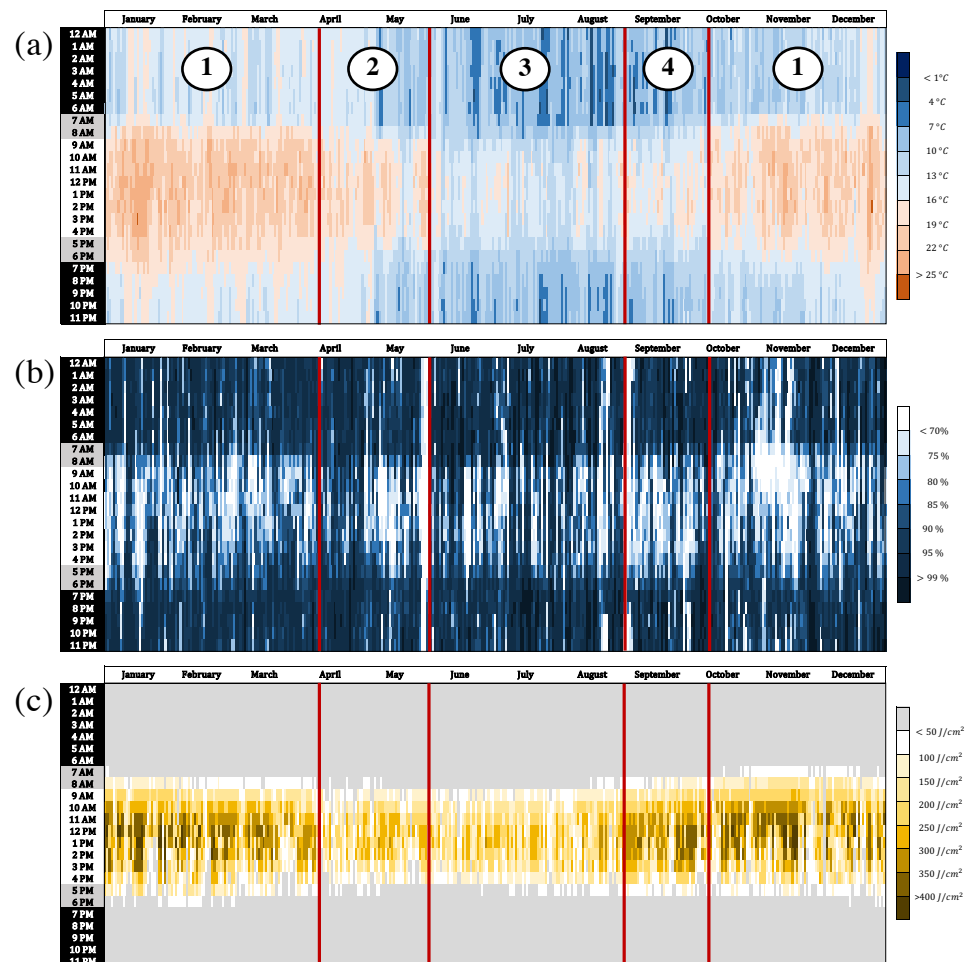 January February March April May June July August September October November December
(a)
12 AM
1 AM
2 AM
3 AM
4 AM
5 AM
6 AM
7 AM
8 AM
9 AM
10 AM
11 AM
12 PM
1 PM
2 PM
3 PM
4 PM
5 PM
6 PM
7 PM
8 PM
9 PM
10 PM
11 PM
1 2 3 4 1
< 1°C
4 °C
7 °C
10 °C
13 °C
16 °C
19 °C
22 °C
> 25 °C
January February March April May June July August September October November December
(b)
12 AM
1 AM
2 AM
3 AM
4 AM
5 AM
6 AM
7 AM
8 AM
9 AM
10 AM
11 AM
12 PM
1 PM
2 PM
3 PM
4 PM
5 PM
6 PM
7 PM
8 PM
9 PM
10 PM
11 PM
< 70%
75 %
80 %
85 %
90 %
95 %
> 99 %
January February March April May June July August September October November December
(c)
12 AM
1 AM
2 AM
3 AM
4 AM
5 AM
6 AM
7 AM
8 AM
9 AM
10 AM
11 AM
12 PM
1 PM
2 PM
3 PM
4 PM
5 PM
6 PM
7 PM
8 PM
9 PM
10 PM
11 PM
< 50 J/cm²
100 J/cm²
150 J/cm²
200 J/cm²
250 J/cm²
300 J/cm²
350 J/cm²
>400 J/cm²